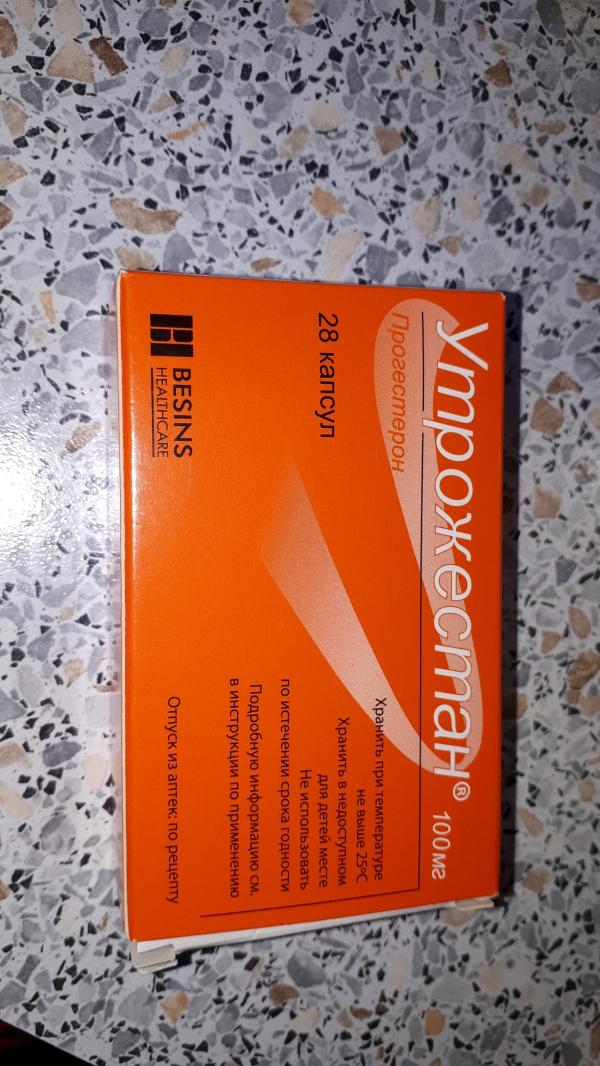 Утрожестан® 100мг
Прогестерон
28 капсул
Хранить при температуре
не выше 25ºС
Хранить в недоступном
для детей месте
Не использовать
по истечении срока годности
Подробную информацию см.
в инструкции по применению
Отпуск из аптек: по рецепту
BESINS
HEALTHCARE